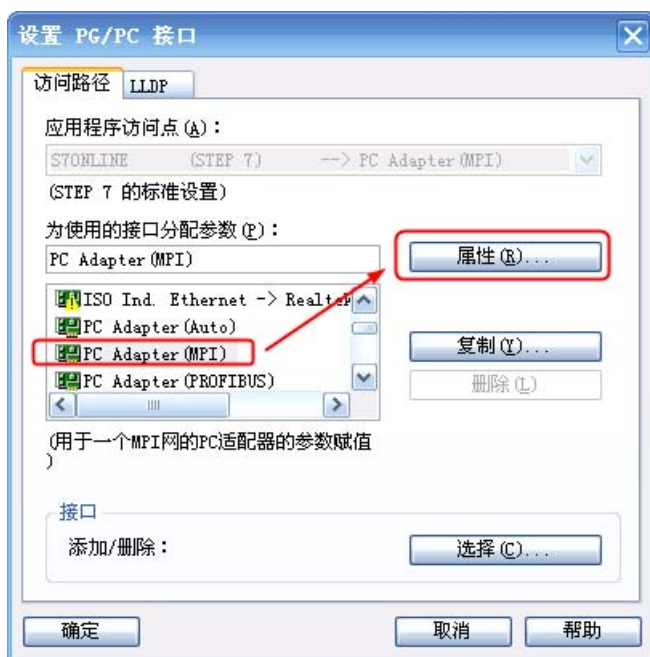 设置 PG/PC 接口
访问路径 LLDP
应用程序访问点(A):
S7ONLINE (STEP 7) --> PC Adapter(MPI)
(STEP 7 的标准设置)
为使用的接口分配参数(P):
PC Adapter(MPI)
属性(R)...
ISO Ind. Ethernet -> Realtek
PC Adapter(Auto)
PC Adapter(MPI)
PC Adapter(PROFIBUS)
复制(Y)...
删除(L)
(用于一个MPI网的PC适配器的参数赋值
)
接口
添加/删除:
选择(C)...
确定 取消 帮助